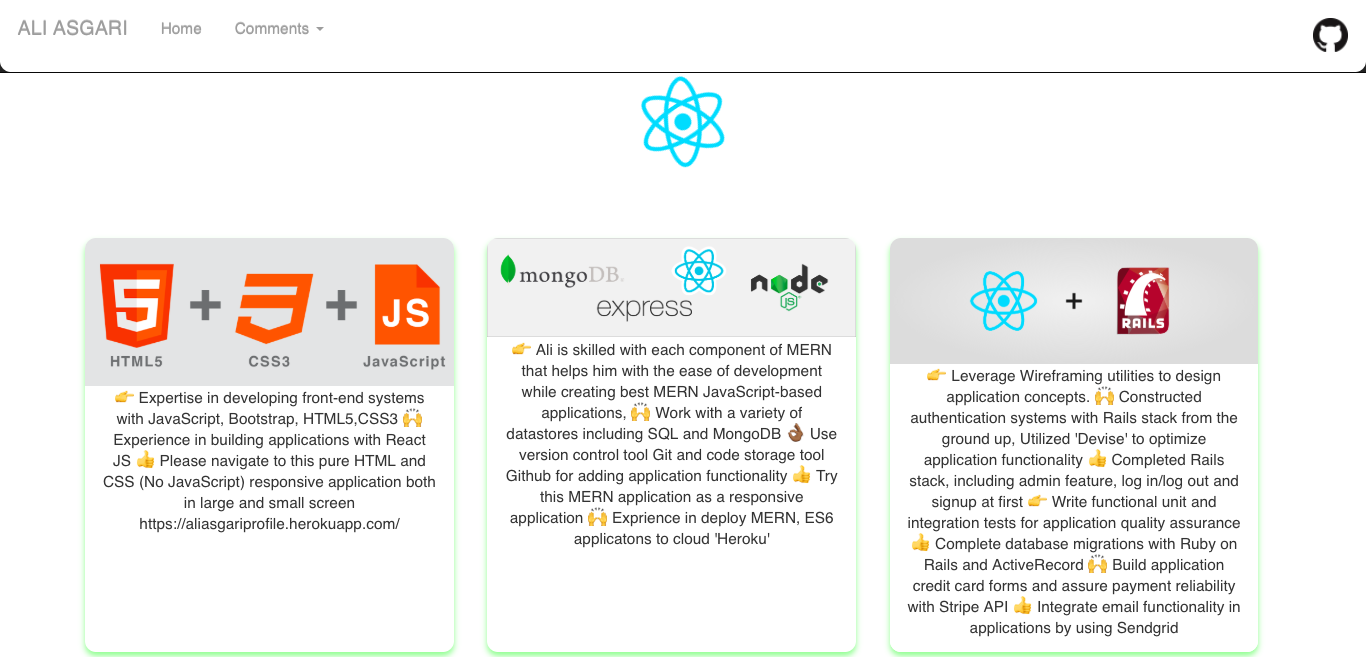 ALI ASGARI
Home
Comments
HTML5
CSS3
JavaScript
JS
👉 Expertise in developing front-end systems
with JavaScript, Bootstrap, HTML5,CSS3 🙌
Experience in building applications with React
JS 👍 Please navigate to this pure HTML and
CSS (No JavaScript) responsive application both
in large and small screen
https://aliasgariprofile.herokuapp.com/
mongoDB.
express
node
JS
👉 Ali is skilled with each component of MERN
that helps him with the ease of development
while creating best MERN JavaScript-based
applications, 🙌 Work with a variety of
datastores including SQL and MongoDB 👌🏾 Use
version control tool Git and code storage tool
Github for adding application functionality 👍 Try
this MERN application as a responsive
application 🙌 Exprience in deploy MERN, ES6
applicatons to cloud 'Heroku'
+
RAILS
👉 Leverage Wireframing utilities to design
application concepts. 🙌 Constructed
authentication systems with Rails stack from the
ground up, Utilized 'Devise' to optimize
application functionality 👍 Completed Rails
stack, including admin feature, log in/log out and
signup at first 👉 Write functional unit and
integration tests for application quality assurance
👍 Complete database migrations with Ruby on
Rails and ActiveRecord 🙌 Build application
credit card forms and assure payment reliability
with Stripe API 👍 Integrate email functionality in
applications by using Sendgrid